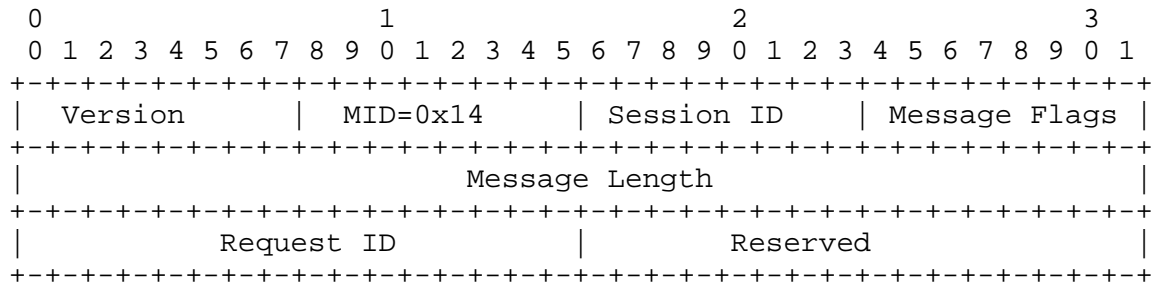 0                   1                   2                   3
 0 1 2 3 4 5 6 7 8 9 0 1 2 3 4 5 6 7 8 9 0 1 2 3 4 5 6 7 8 9 0 1
+-+-+-+-+-+-+-+-+-+-+-+-+-+-+-+-+-+-+-+-+-+-+-+-+-+-+-+-+-+-+-+-+
|  Version      |  MID=0x14     | Session ID    | Message Flags |
+-+-+-+-+-+-+-+-+-+-+-+-+-+-+-+-+-+-+-+-+-+-+-+-+-+-+-+-+-+-+-+-+
|                         Message Length                        |
+-+-+-+-+-+-+-+-+-+-+-+-+-+-+-+-+-+-+-+-+-+-+-+-+-+-+-+-+-+-+-+-+
|           Request ID          |        Reserved               |
+-+-+-+-+-+-+-+-+-+-+-+-+-+-+-+-+-+-+-+-+-+-+-+-+-+-+-+-+-+-+-+-+